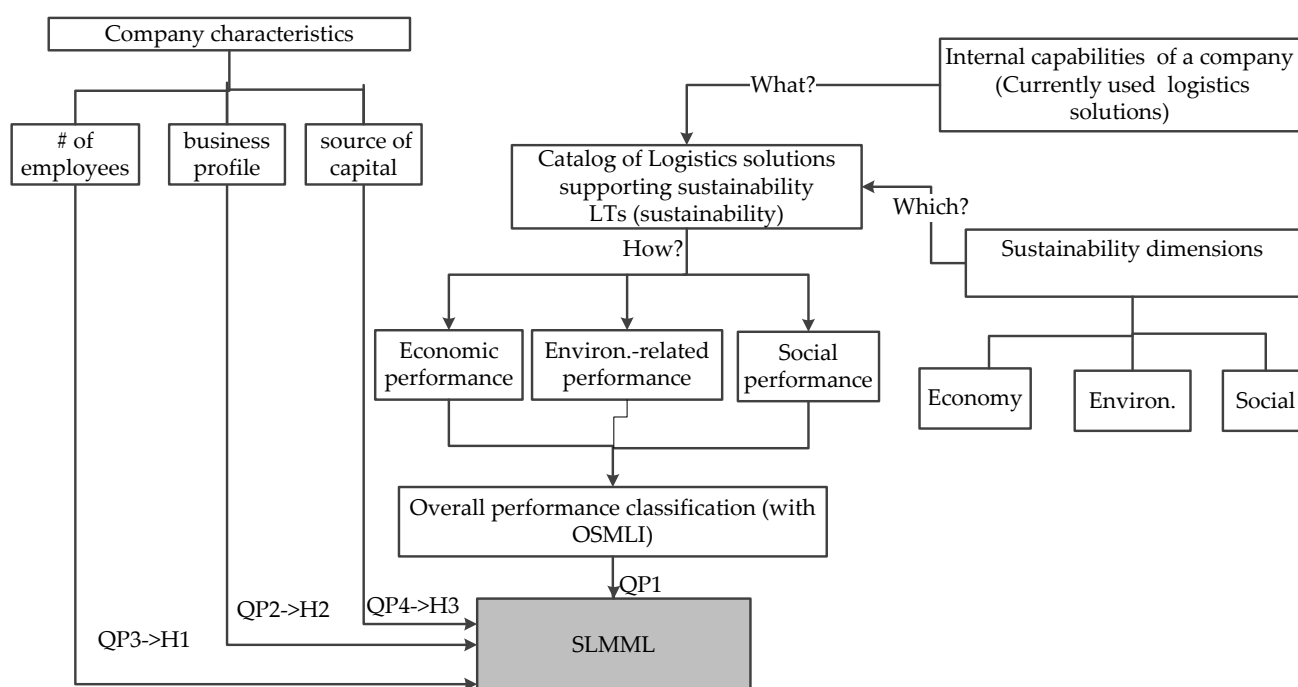 Company characteristics
# of
employees
business
profile
source of
capital
Internal capabilities of a company
(Currently used logistics
solutions)
What?
Catalog of Logistics solutions
supporting sustainability
LTs (sustainability)
Which?
Sustainability dimensions
How?
Economic
performance
Environ.-related
performance
Social
performance
Economy
Environ.
Social
Overall performance classification (with
OSMLI)
QP1
QP2->H2
QP4->H3
QP3->H1
SLMML